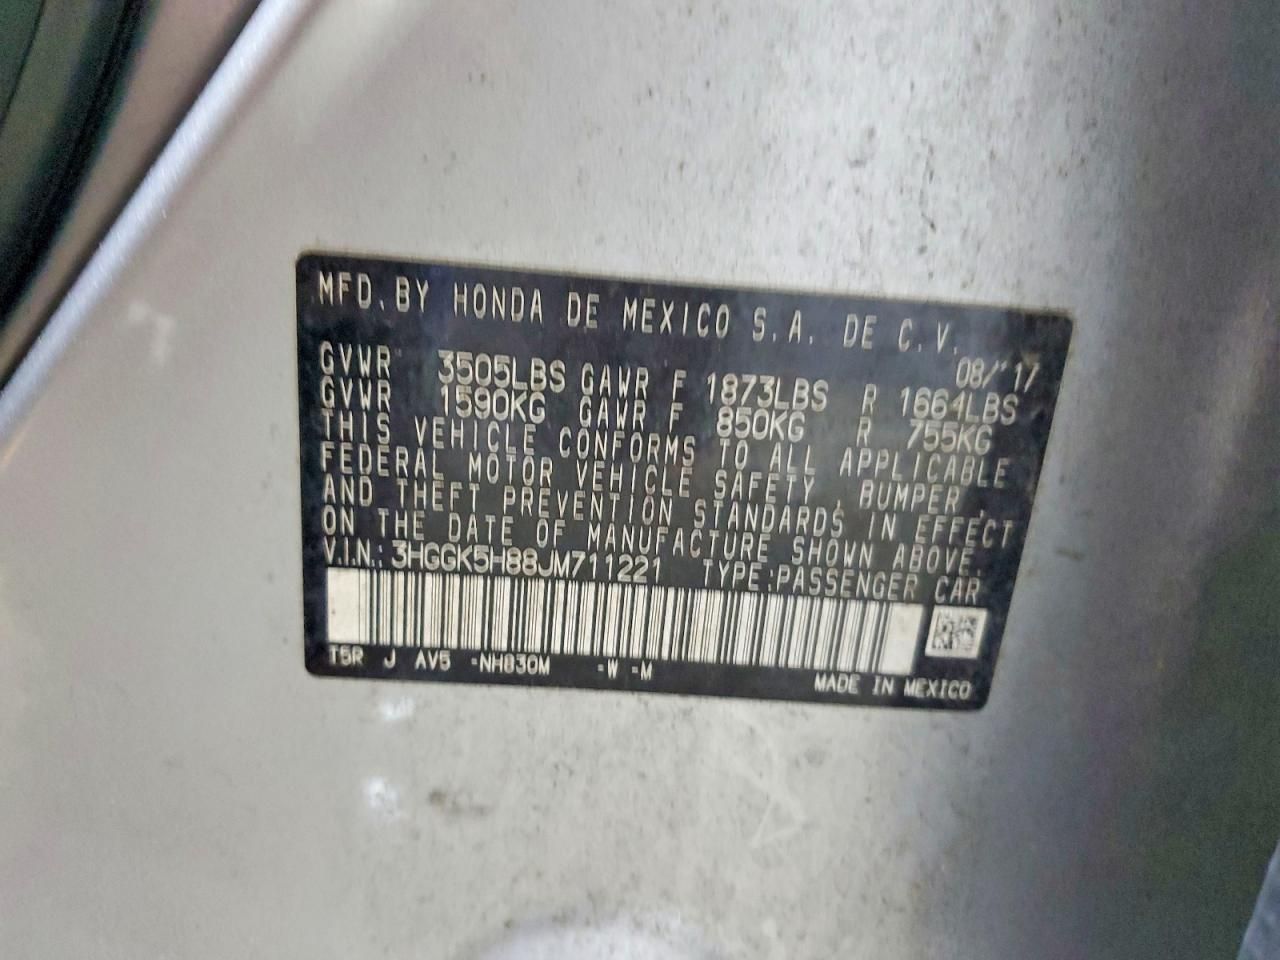 MFD. BY HONDA DE MEXICO S.A. DE C.V.
08/'17
GVWR 3505LBS GAWR F 1873LBS R 1664LBS
GVWR 1590KG GAWR F 850KG R 755KG
THIS VEHICLE CONFORMS TO ALL APPLICABLE
FEDERAL MOTOR VEHICLE SAFETY, BUMPER,
AND THEFT PREVENTION STANDARDS IN EFFECT
ON THE DATE OF MANUFACTURE SHOWN ABOVE.
V.I.N.: 3HGGK5H88JM711221 TYPE:PASSENGER CAR
T5R J AV5 -NH830M -W -M
MADE IN MEXICO